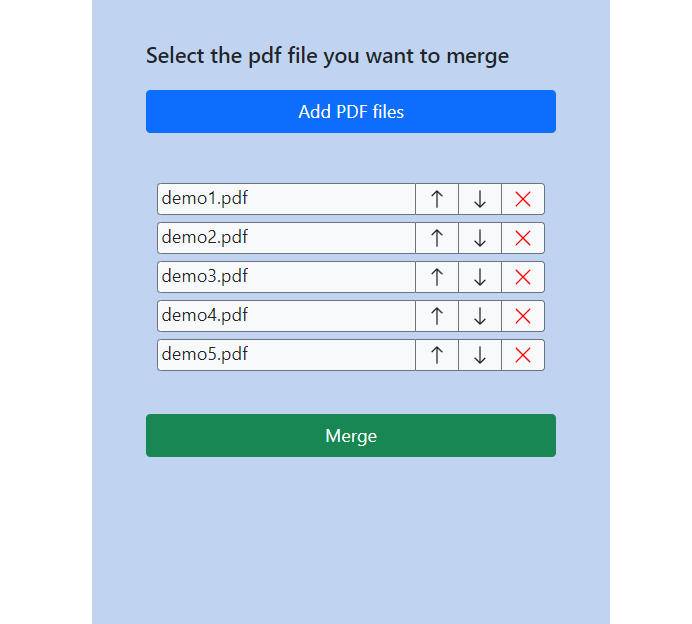 Select the pdf file you want to merge
Add PDF files
demo1.pdf
demo2.pdf
demo3.pdf
demo4.pdf
demo5.pdf
Merge